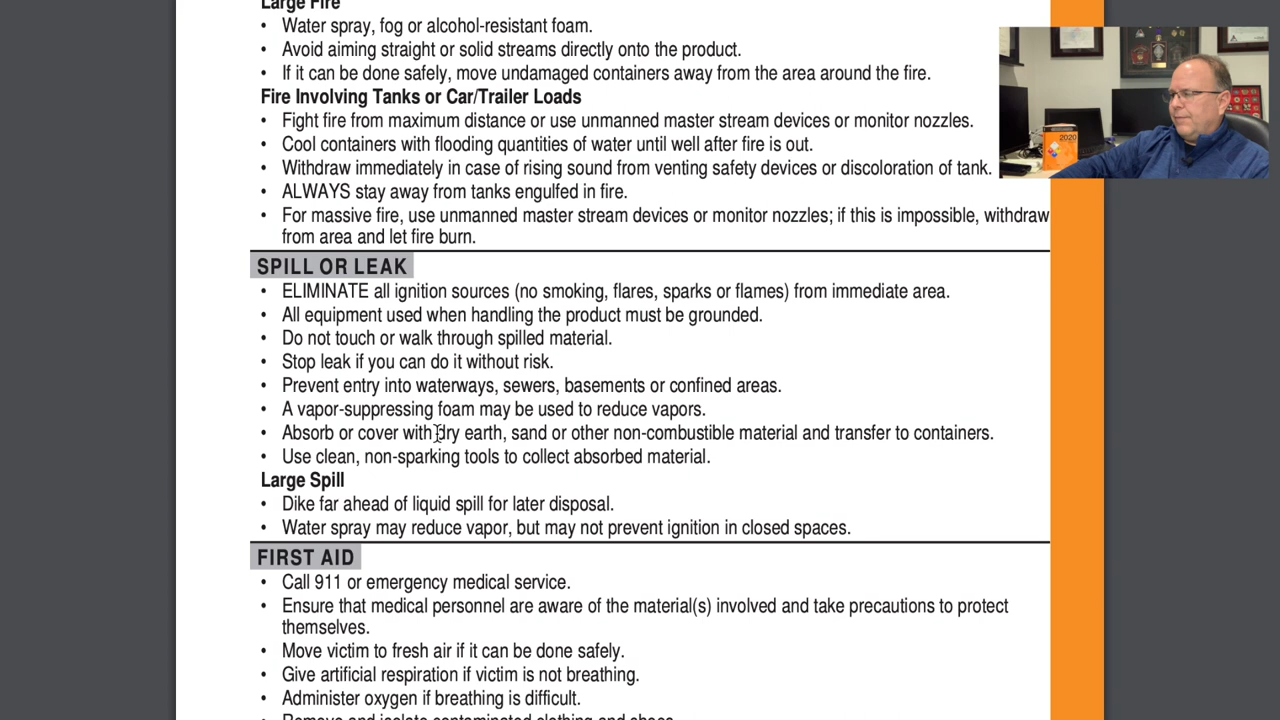 Large Fire
• Water spray, fog or alcohol-resistant foam.
• Avoid aiming straight or solid streams directly onto the product.
• If it can be done safely, move undamaged containers away from the area around the fire.
Fire Involving Tanks or Car/Trailer Loads
• Fight fire from maximum distance or use unmanned master stream devices or monitor nozzles.
• Cool containers with flooding quantities of water until well after fire is out.
• Withdraw immediately in case of rising sound from venting safety devices or discoloration of tank.
• ALWAYS stay away from tanks engulfed in fire.
• For massive fire, use unmanned master stream devices or monitor nozzles; if this is impossible, withdraw
from area and let fire burn.
SPILL OR LEAK
• ELIMINATE all ignition sources (no smoking, flares, sparks or flames) from immediate area.
• All equipment used when handling the product must be grounded.
• Do not touch or walk through spilled material.
• Stop leak if you can do it without risk.
• Prevent entry into waterways, sewers, basements or confined areas.
• A vapor-suppressing foam may be used to reduce vapors.
• Absorb or cover with dry earth, sand or other non-combustible material and transfer to containers.
• Use clean, non-sparking tools to collect absorbed material.
Large Spill
• Dike far ahead of liquid spill for later disposal.
• Water spray may reduce vapor, but may not prevent ignition in closed spaces.
FIRST AID
• Call 911 or emergency medical service.
• Ensure that medical personnel are aware of the material(s) involved and take precautions to protect
themselves.
• Move victim to fresh air if it can be done safely.
• Give artificial respiration if victim is not breathing.
• Administer oxygen if breathing is difficult.
• Remove and isolate contaminated clothing and shoes.
2020